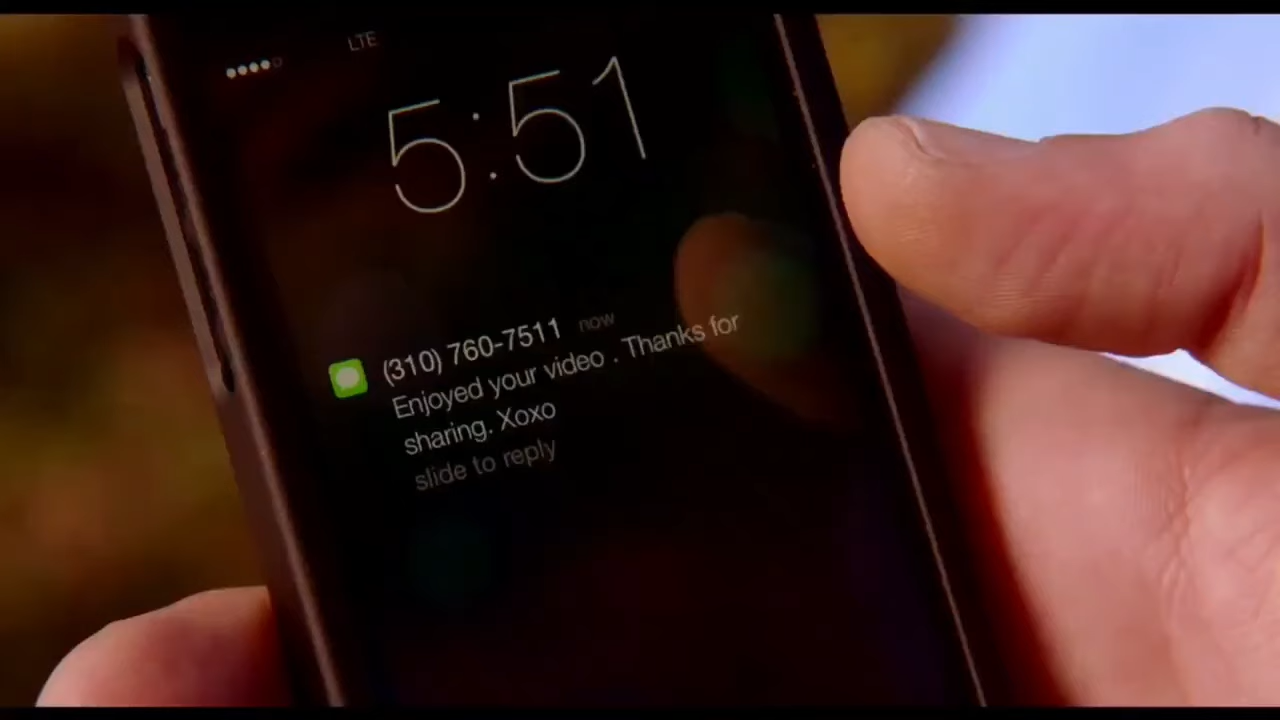 LTE
5:51
(310) 760-7511 now
Enjoyed your video . Thanks for
sharing. Xoxo
slide to reply